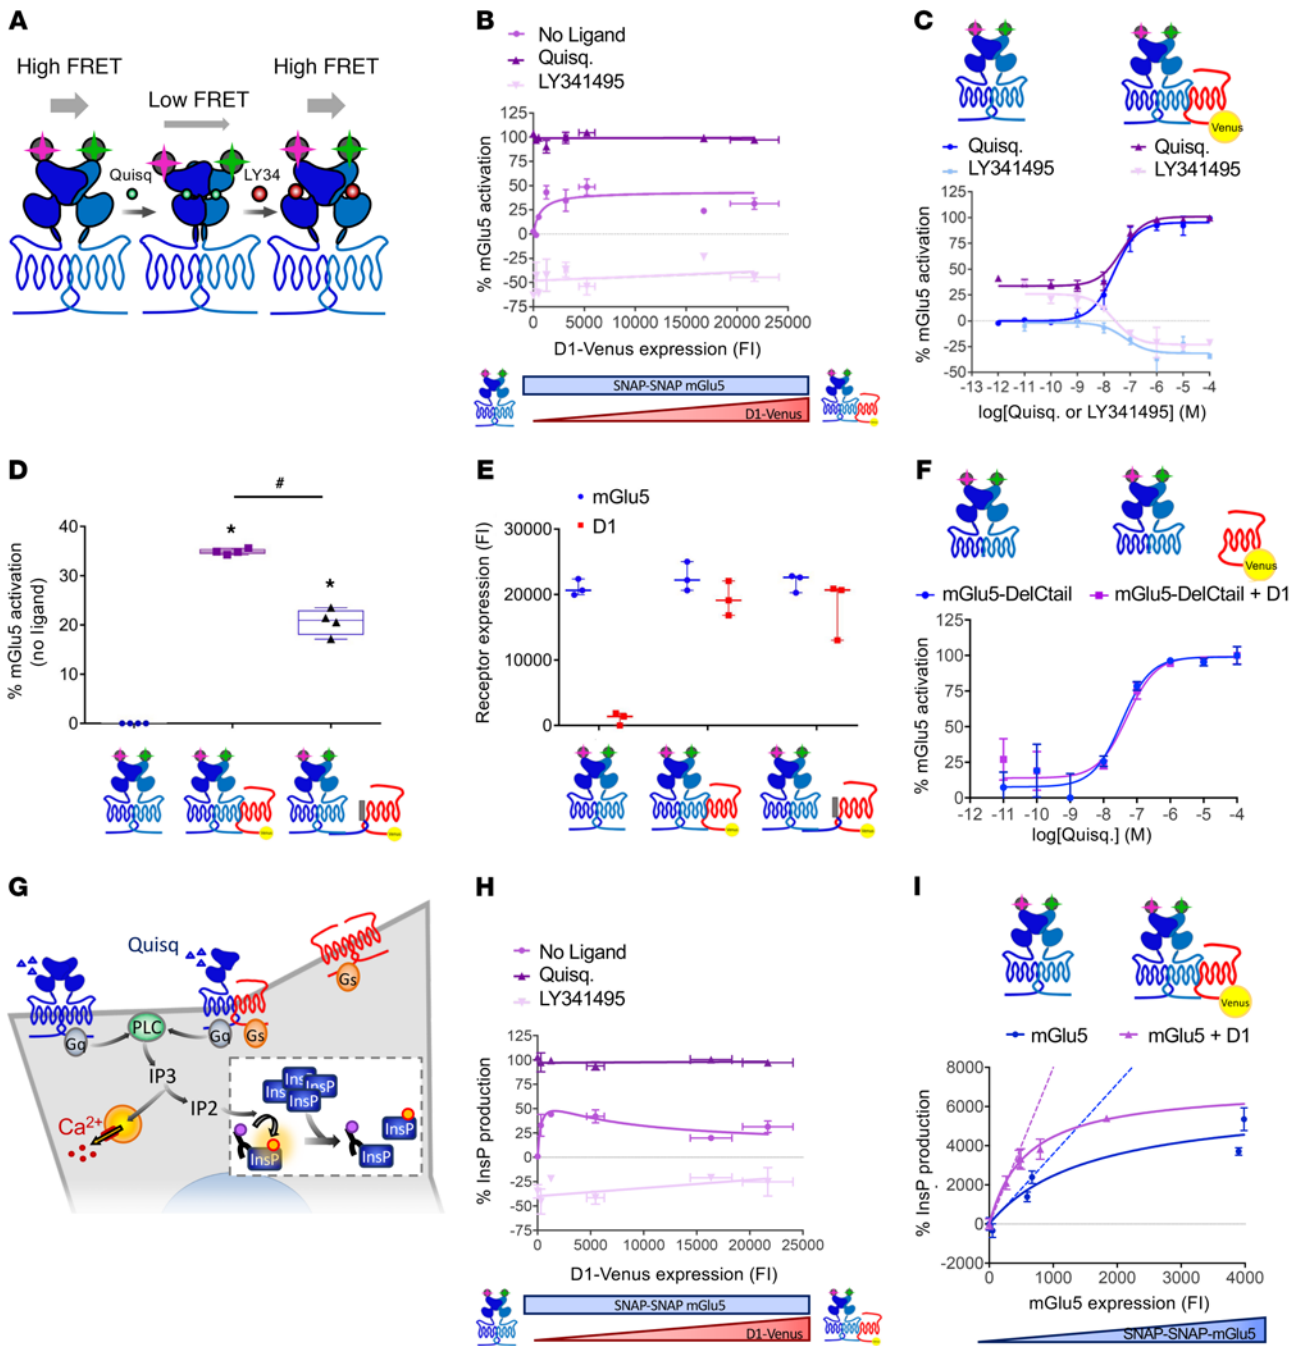 A
High FRET
Low FRET
High FRET
Quisq
LY34
B
No Ligand
Quisq.
LY341495
% mGlu5 activation
125
100
75
50
25
0
-25
-50
-75
0
5000
10000
15000
20000
25000
D1-Venus expression (FI)
SNAP-SNAP mGlu5
D1-Venus
C
Venus
Quisq.
LY341495
Quisq.
LY341495
% mGlu5 activation
125
100
75
50
25
0
-25
-50
-13 -12 -11 -10 -9 -8 -7 -6 -5 -4
log[Quisq. or LY341495] (M)
D
#
*
*
% mGlu5 activation
(no ligand)
40
30
20
10
0
Venus
Venus
E
mGlu5
D1
Receptor expression (FI)
30000
20000
10000
0
Venus
Venus
F
Venus
mGlu5-DelCtail
mGlu5-DelCtail + D1
% mGlu5 activation
125
100
75
50
25
0
-11 -10 -9 -8 -7 -6 -5 -4
log[Quisq.] (M)
G
Quisq
Gs
Gq
PLC
Gq
Gs
IP3
IP2
Ca2+
InsP
InsP
InsP
InsP
InsP
InsP
H
No Ligand
Quisq.
LY341495
% InsP production
125
100
75
50
25
0
-25
-50
-75
0
5000
10000
15000
20000
25000
D1-Venus expression (FI)
SNAP-SNAP mGlu5
D1-Venus
I
Venus
mGlu5
mGlu5 + D1
% InsP production
8000
6000
4000
2000
0
-2000
0
1000
2000
3000
4000
mGlu5 expression (FI)
SNAP-SNAP-mGlu5